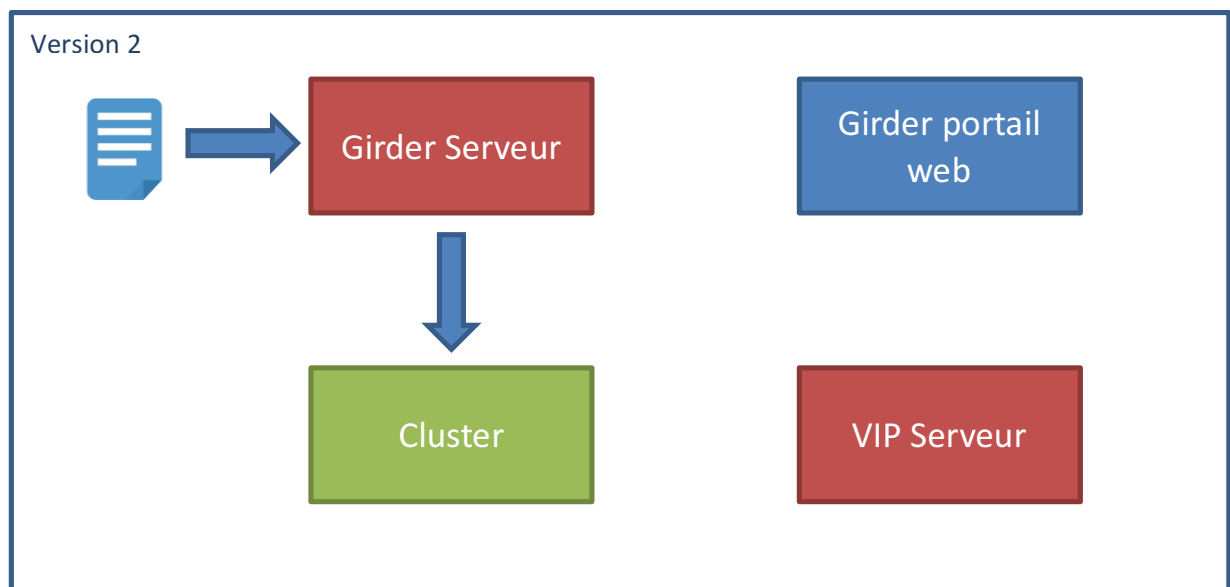 Version 2
Girder Serveur
Girder portail
web
Cluster
VIP Serveur